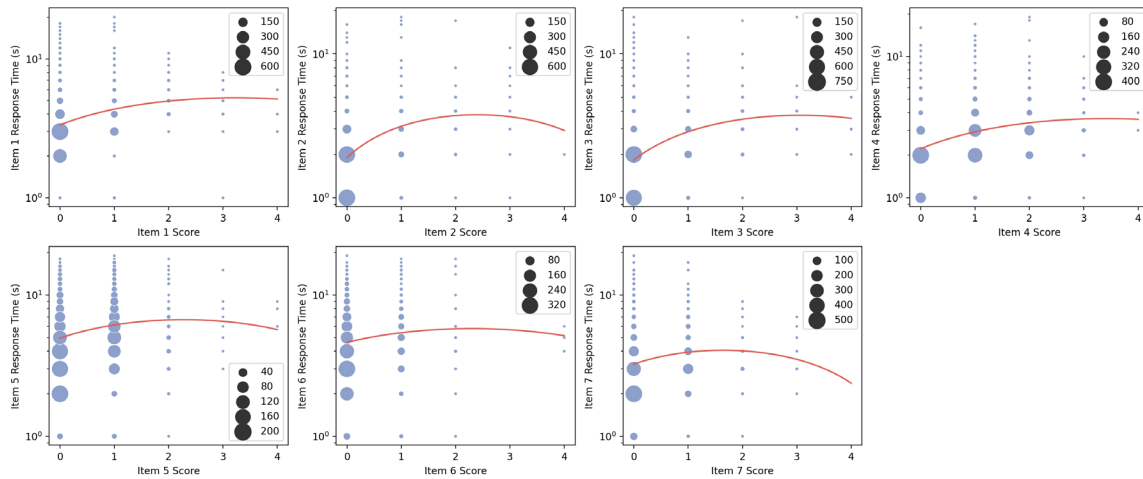 Item 1 Response Time (s)
10¹
10⁰
0 1 2 3 4
Item 1 Score
150
300
450
600
Item 2 Response Time (s)
10¹
10⁰
0 1 2 3 4
Item 2 Score
150
300
450
600
Item 3 Response Time (s)
10¹
10⁰
0 1 2 3 4
Item 3 Score
150
300
450
600
750
Item 4 Response Time (s)
10¹
10⁰
0 1 2 3 4
Item 4 Score
80
160
240
320
400
Item 5 Response Time (s)
10¹
10⁰
0 1 2 3 4
Item 5 Score
40
80
120
160
200
Item 6 Response Time (s)
10¹
10⁰
0 1 2 3 4
Item 6 Score
80
160
240
320
Item 7 Response Time (s)
10¹
10⁰
0 1 2 3 4
Item 7 Score
100
200
300
400
500